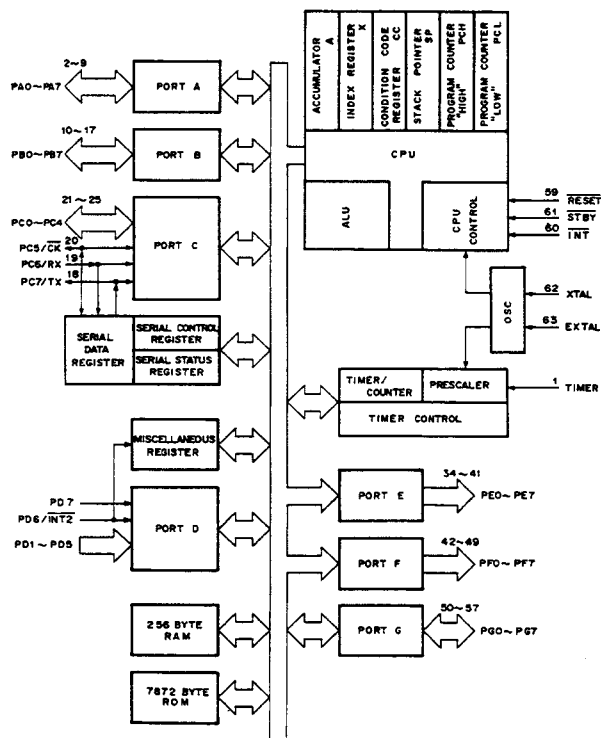 2~9
PA0~PA7
PORT A
10~17
PB0~PB7
PORT B
21~25
PC0~PC4
20
PC5/CK
19
PC6/RX
18
PC7/TX
PORT C
SERIAL
DATA
REGISTER
SERIAL CONTROL
REGISTER
SERIAL STATUS
REGISTER
MISCELLANEOUS
REGISTER
PD7
PD6/INT2
PD1~PD5
PORT D
256 BYTE
RAM
7872 BYTE
ROM
ACCUMULATOR
A
INDEX REGISTER
X
CONDITION CODE
REGISTER CC
STACK POINTER
SP
PROGRAM COUNTER
"HIGH" PCH
PROGRAM COUNTER
"LOW" PCL
CPU
ALU
CPU
CONTROL
59
RESET
61
STBY
60
INT
OSC
62
XTAL
63
EXTAL
TIMER/
COUNTER
PRESCALER
TIMER CONTROL
1
TIMER
PORT E
34~41
PE0~PE7
PORT F
42~49
PF0~PF7
PORT G
50~57
PG0~PG7